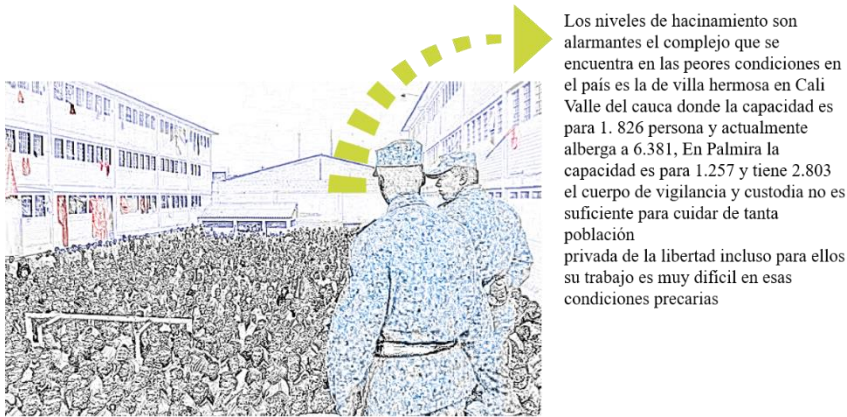 Los niveles de hacinamiento son
alarmantes el complejo que se
encuentra en las peores condiciones en
el país es la de villa hermosa en Cali
Valle del cauca donde la capacidad es
para 1. 826 persona y actualmente
alberga a 6.381, En Palmira la
capacidad es para 1.257 y tiene 2.803
el cuerpo de vigilancia y custodia no es
suficiente para cuidar de tanta
población
privada de la libertad incluso para ellos
su trabajo es muy difícil en esas
condiciones precarias